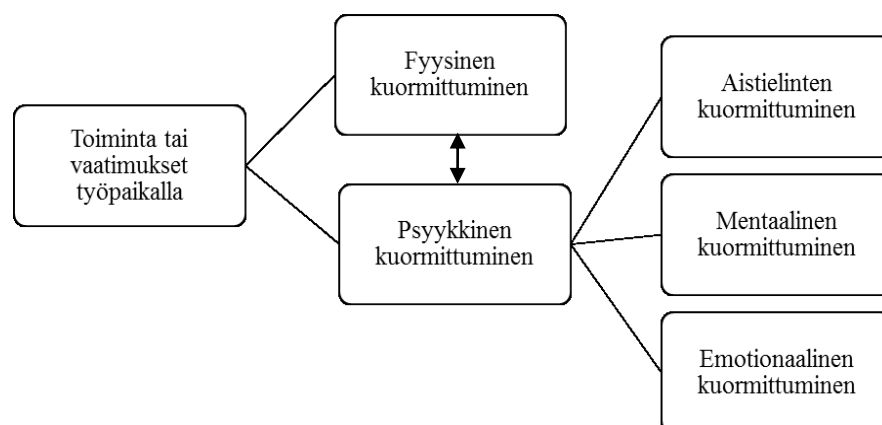 Toiminta tai
vaatimukset
työpaikalla
Fyysinen
kuormittuminen
Psyykkinen
kuormittuminen
Aistielinten
kuormittuminen
Mentaalinen
kuormittuminen
Emotionaalinen
kuormittuminen